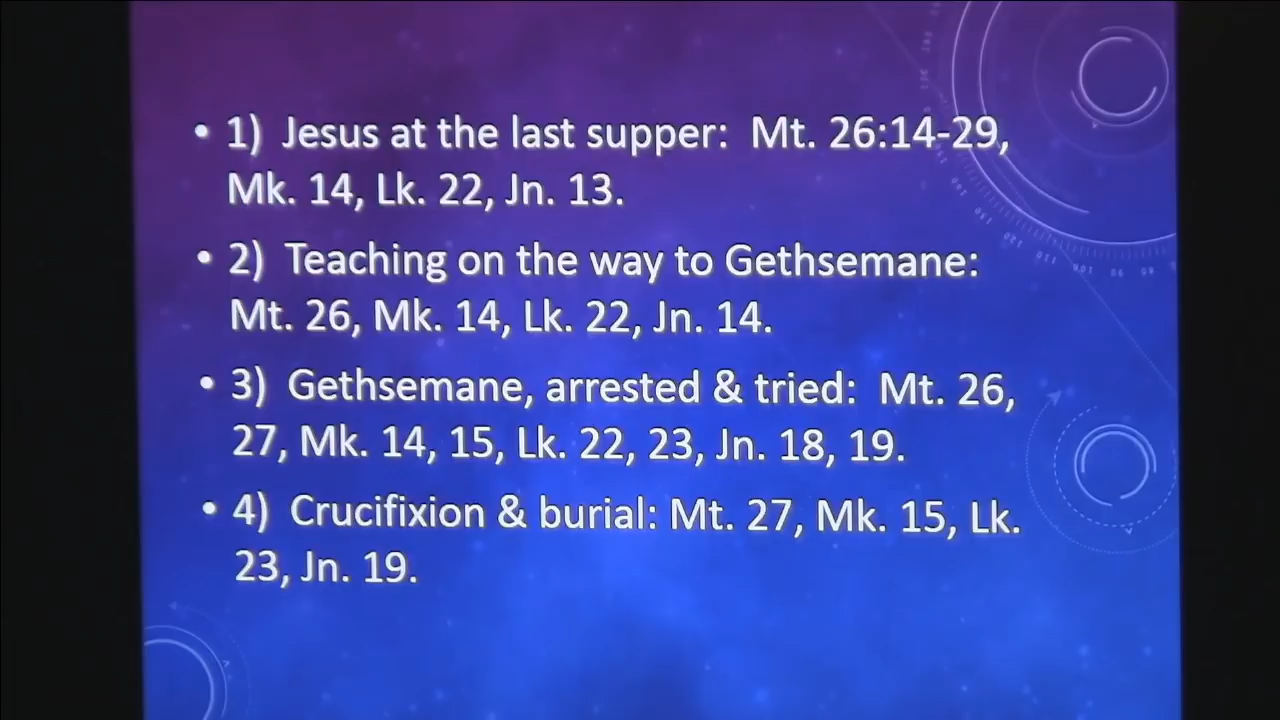 • 1) Jesus at the last supper: Mt. 26:14-29,
Mk. 14, Lk. 22, Jn. 13.
• 2) Teaching on the way to Gethsemane:
Mt. 26, Mk. 14, Lk. 22, Jn. 14.
• 3) Gethsemane, arrested & tried: Mt. 26,
27, Mk. 14, 15, Lk. 22, 23, Jn. 18, 19.
• 4) Crucifixion & burial: Mt. 27, Mk. 15, Lk.
23, Jn. 19.